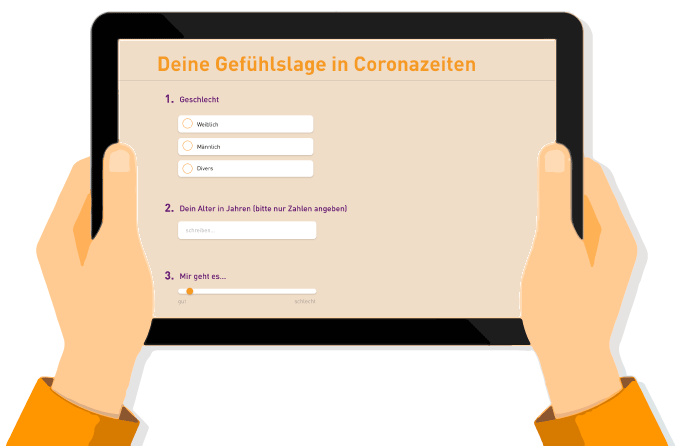 Deine Gefühlslage in Coronazeiten
1. Geschlecht
Weiblich
Männlich
Divers
2. Dein Alter in Jahren (bitte nur Zahlen angeben)
schreiben...
3. Mir geht es...
gut schlecht